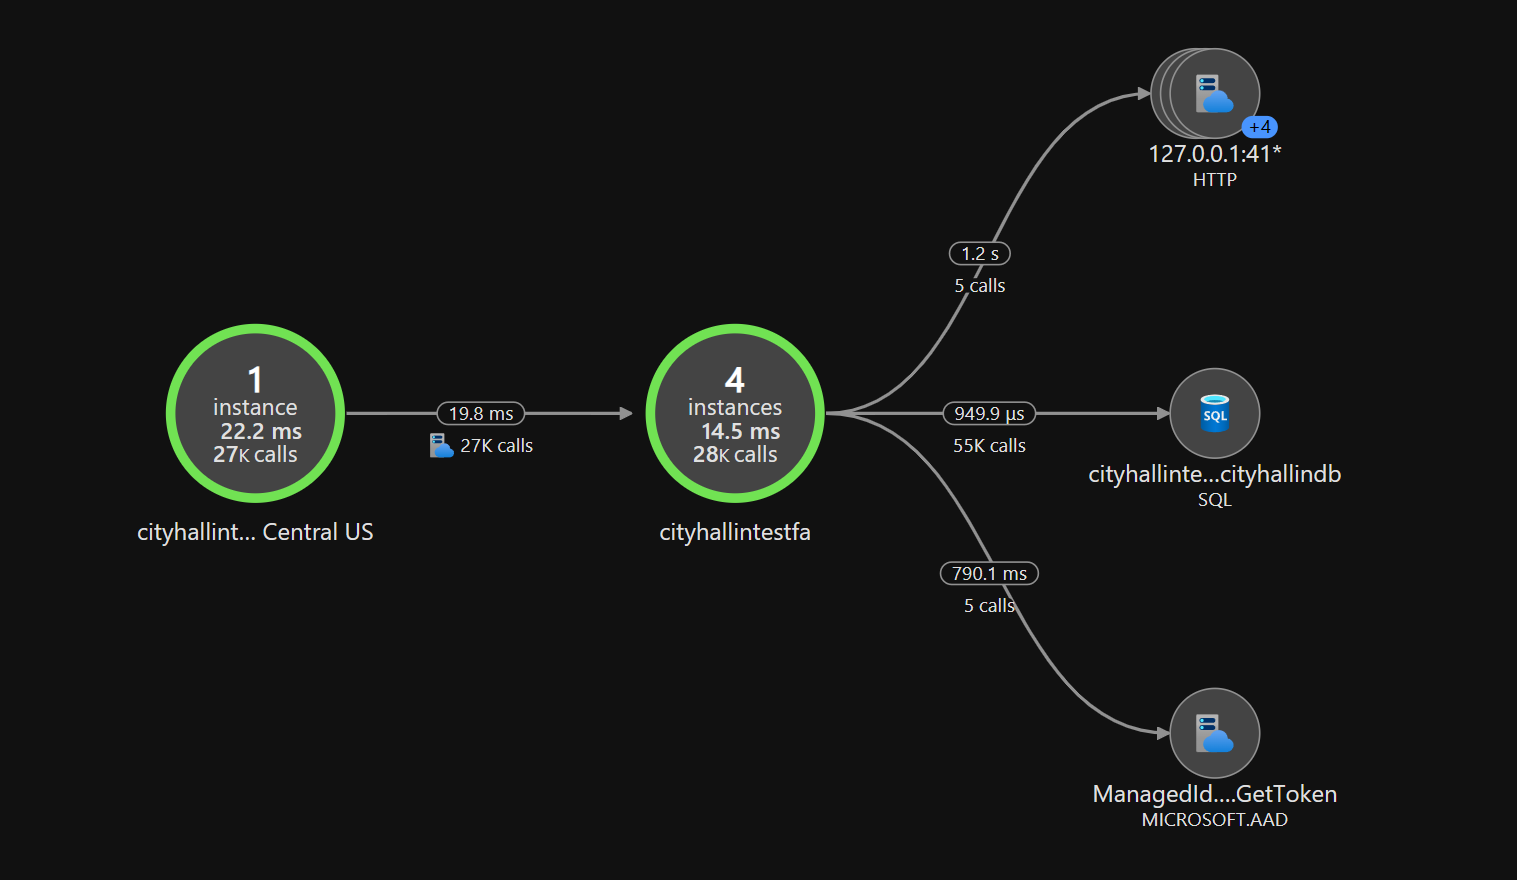 +4
127.0.0.1:41*
HTTP
1.2 s
5 calls
1
instance
22.2 ms
27K calls
cityhallint... Central US
19.8 ms
27K calls
4
instances
14.5 ms
28K calls
cityhallintestfa
949.9 µs
55K calls
SQL
cityhallinte...cityhallindb
SQL
790.1 ms
5 calls
ManagedId....GetToken
MICROSOFT.AAD